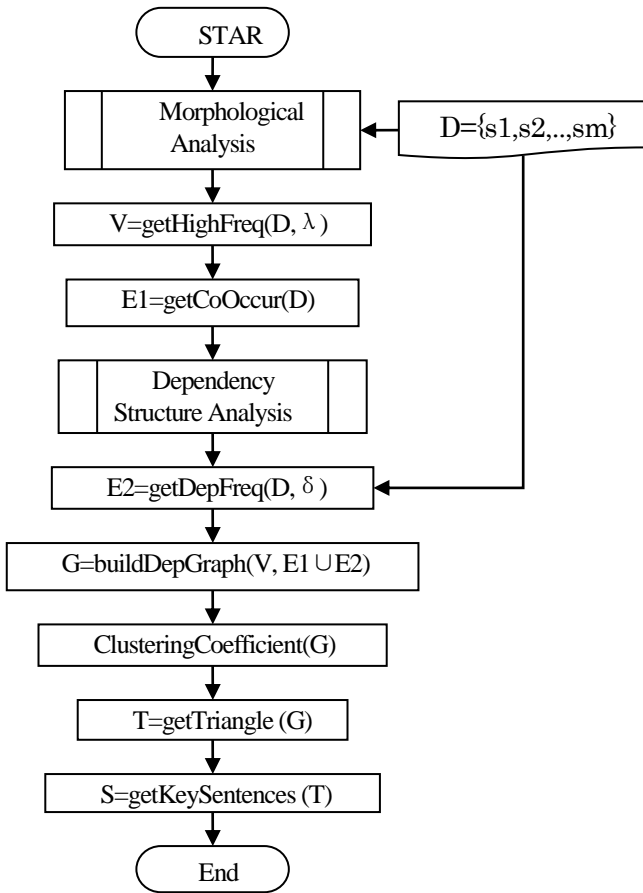 STAR
Morphological
Analysis
D={s1,s2,..,sm}
V=getHighFreq(D, λ)
E1=getCoOccur(D)
Dependency
Structure Analysis
E2=getDepFreq(D, δ)
G=buildDepGraph(V, E1∪E2)
ClusteringCoefficient(G)
T=getTriangle (G)
S=getKeySentences (T)
End